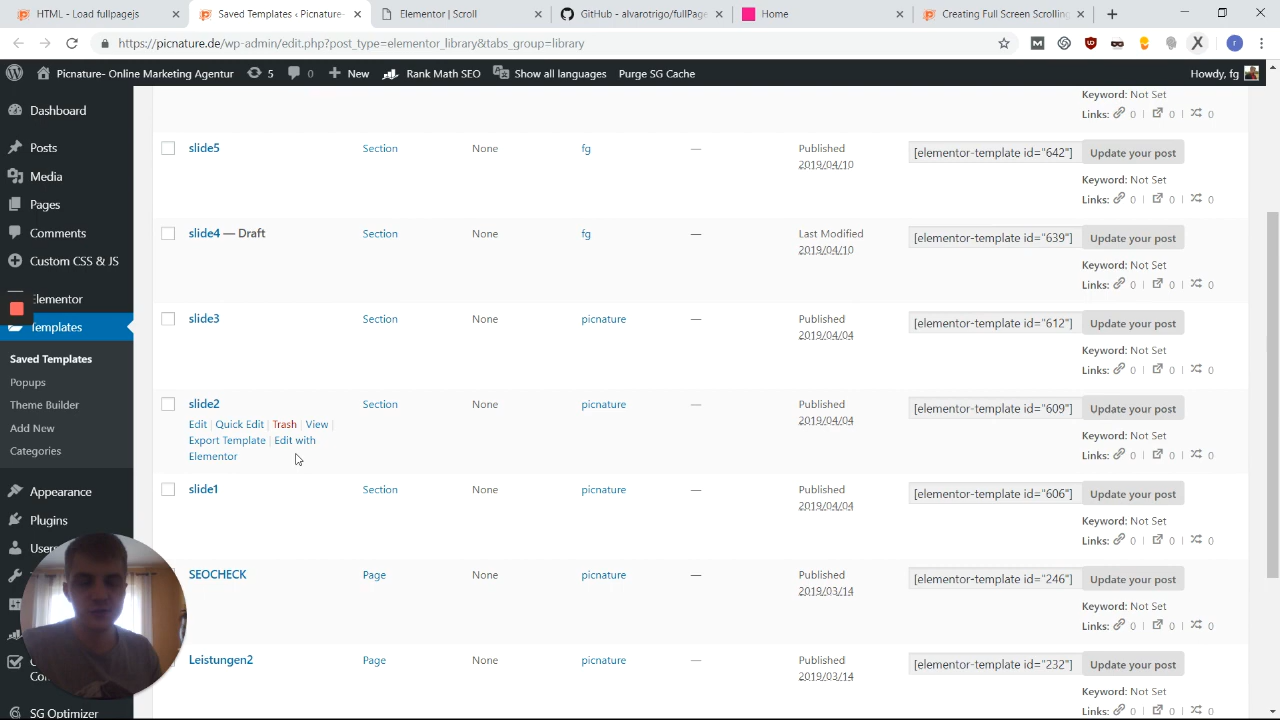 HTML - Load fullpagejs
Saved Templates ‹ Picnature-
Elementor | Scroll
GitHub - alvarotrigo/fullPage
Home
Creating Full Screen Scrolling
https://picnature.de/wp-admin/edit.php?post_type=elementor_library&tabs_group=library
Picnature- Online Marketing Agentur
5
0
New
Rank Math SEO
Show all languages
Purge SG Cache
Howdy, fg
Dashboard
Posts
Media
Pages
Comments
Custom CSS & JS
Elementor
Templates
Saved Templates
Popups
Theme Builder
Add New
Categories
Appearance
Plugins
SG Optimizer
Keyword: Not Set
Links: 0 | 0 | 0
slide5 Section None fg — Published [elementor-template id="642"] Update your post
2019/04/10
Keyword: Not Set
Links: 0 | 0 | 0
slide4 — Draft Section None fg — Last Modified [elementor-template id="639"] Update your post
2019/04/10
Keyword: Not Set
Links: 0 | 0 | 0
slide3 Section None picnature — Published [elementor-template id="612"] Update your post
2019/04/04
Keyword: Not Set
Links: 0 | 0 | 0
slide2 Section None picnature — Published [elementor-template id="609"] Update your post
2019/04/04
Edit | Quick Edit | Trash | View |
Export Template | Edit with
Elementor
Keyword: Not Set
Links: 0 | 0 | 0
slide1 Section None picnature — Published [elementor-template id="606"] Update your post
2019/04/04
Keyword: Not Set
Links: 0 | 0 | 0
SEOCHECK Page None picnature — Published [elementor-template id="246"] Update your post
2019/03/14
Keyword: Not Set
Links: 0 | 0 | 0
Leistungen2 Page None picnature — Published [elementor-template id="232"] Update your post
2019/03/14
Keyword: Not Set
Links: 0 | 0 | 0